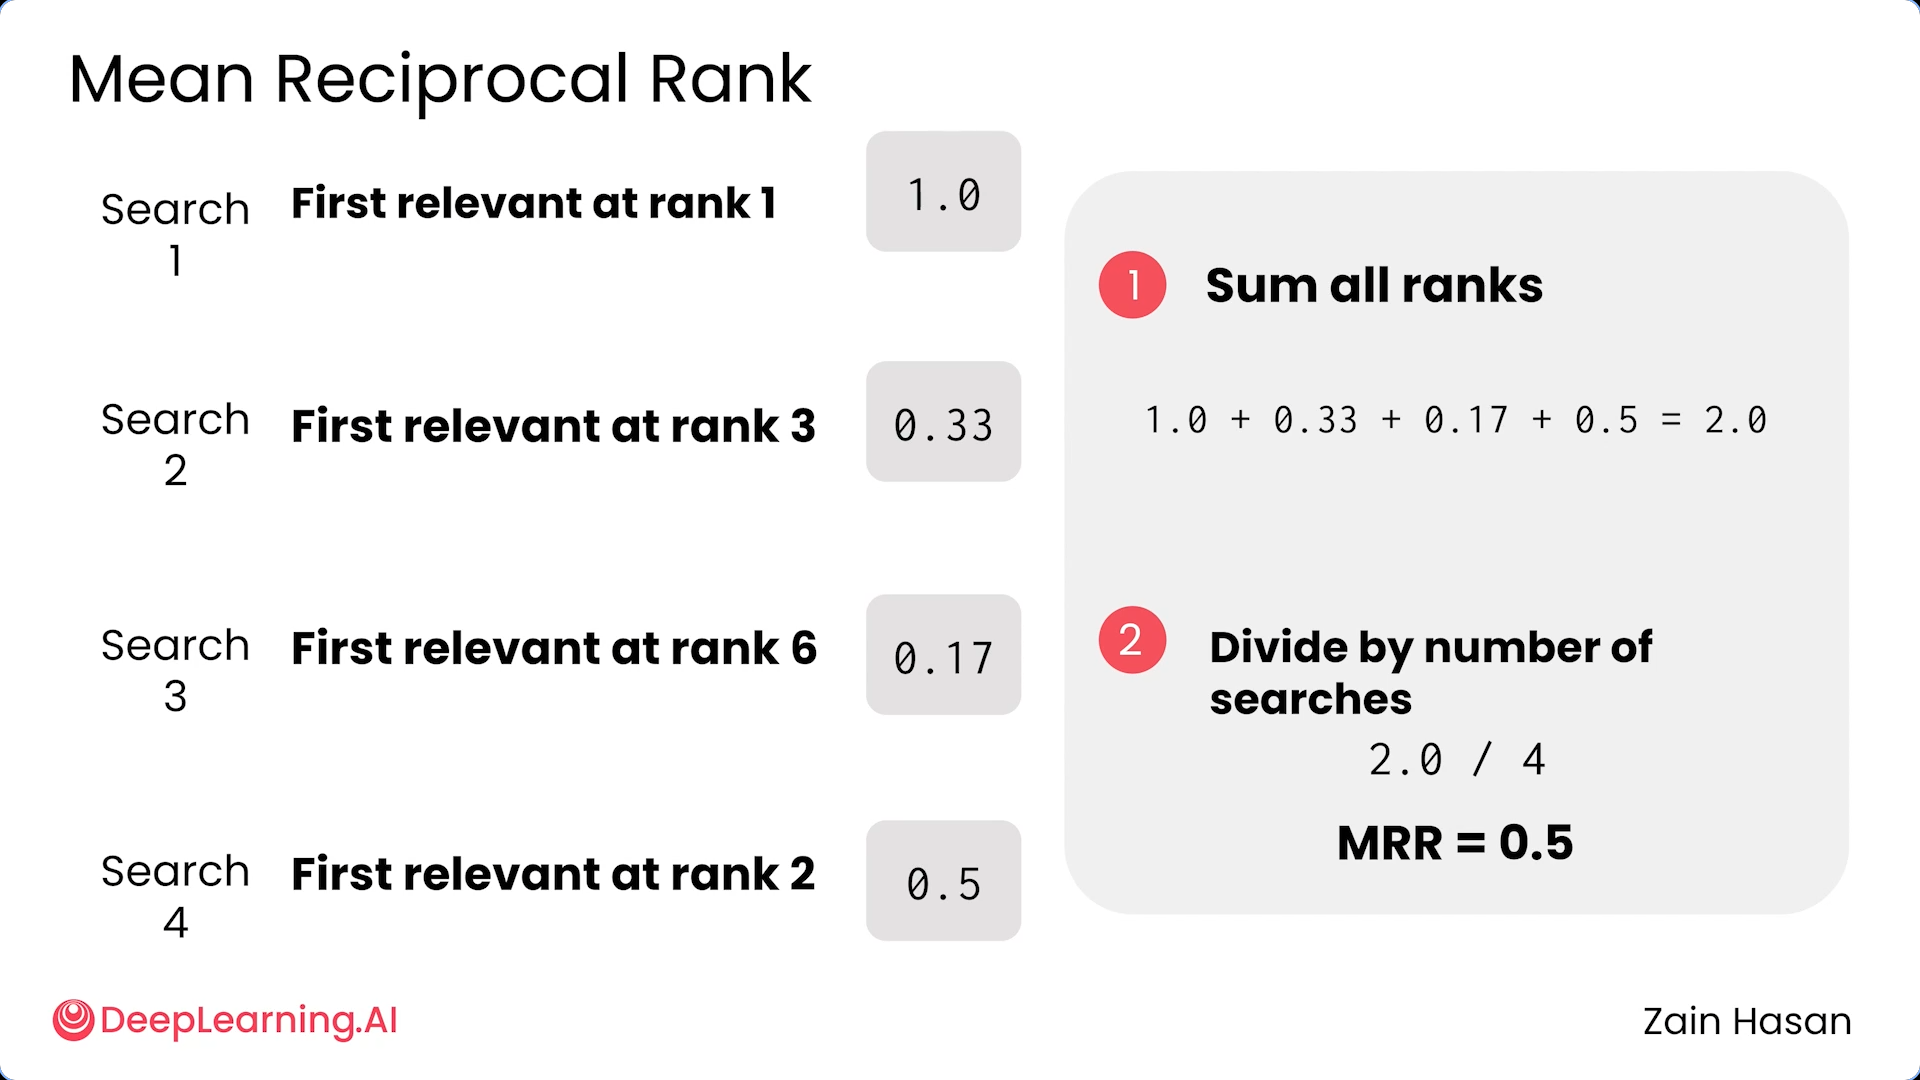 Mean Reciprocal Rank
Search
1
First relevant at rank 1
1.0
Search
2
First relevant at rank 3
0.33
Search
3
First relevant at rank 6
0.17
Search
4
First relevant at rank 2
0.5
1
Sum all ranks
1.0 + 0.33 + 0.17 + 0.5 = 2.0
2
Divide by number of
searches
2.0 / 4
MRR = 0.5
DeepLearning.AI
Zain Hasan